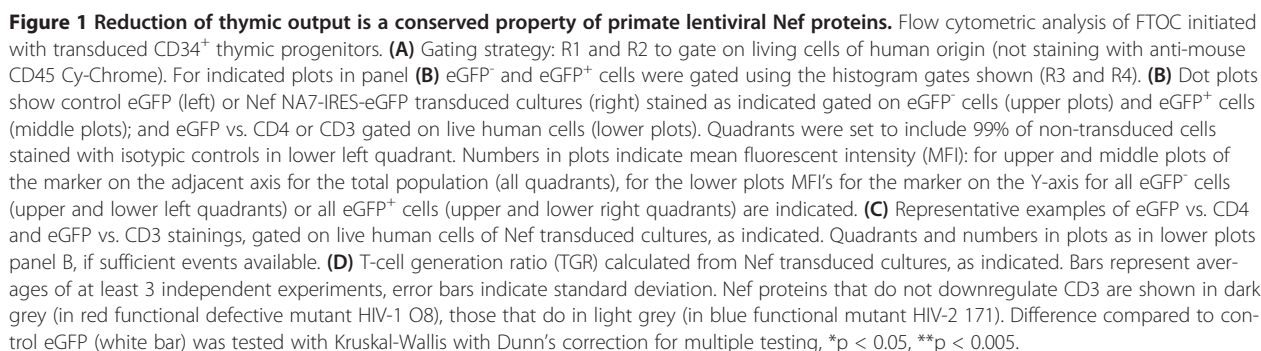 Figure 1 Reduction of thymic output is a conserved property of primate lentiviral Nef proteins. Flow cytometric analysis of FTOC initiated
with transduced CD34+ thymic progenitors. (A) Gating strategy: R1 and R2 to gate on living cells of human origin (not staining with anti-mouse
CD45 Cy-Chrome). For indicated plots in panel (B) eGFP- and eGFP+ cells were gated using the histogram gates shown (R3 and R4). (B) Dot plots
show control eGFP (left) or Nef NA7-IRES-eGFP transduced cultures (right) stained as indicated gated on eGFP- cells (upper plots) and eGFP+ cells
(middle plots); and eGFP vs. CD4 or CD3 gated on live human cells (lower plots). Quadrants were set to include 99% of non-transduced cells
stained with isotypic controls in lower left quadrant. Numbers in plots indicate mean fluorescent intensity (MFI): for upper and middle plots of
the marker on the adjacent axis for the total population (all quadrants), for the lower plots MFI's for the marker on the Y-axis for all eGFP- cells
(upper and lower left quadrants) or all eGFP+ cells (upper and lower right quadrants) are indicated. (C) Representative examples of eGFP vs. CD4
and eGFP vs. CD3 stainings, gated on live human cells of Nef transduced cultures, as indicated. Quadrants and numbers in plots as in lower plots
panel B, if sufficient events available. (D) T-cell generation ratio (TGR) calculated from Nef transduced cultures, as indicated. Bars represent aver-
ages of at least 3 independent experiments, error bars indicate standard deviation. Nef proteins that do not downregulate CD3 are shown in dark
grey (in red functional defective mutant HIV-1 O8), those that do in light grey (in blue functional mutant HIV-2 171). Difference compared to con-
trol eGFP (white bar) was tested with Kruskal-Wallis with Dunn's correction for multiple testing, *p < 0.05, **p < 0.005.